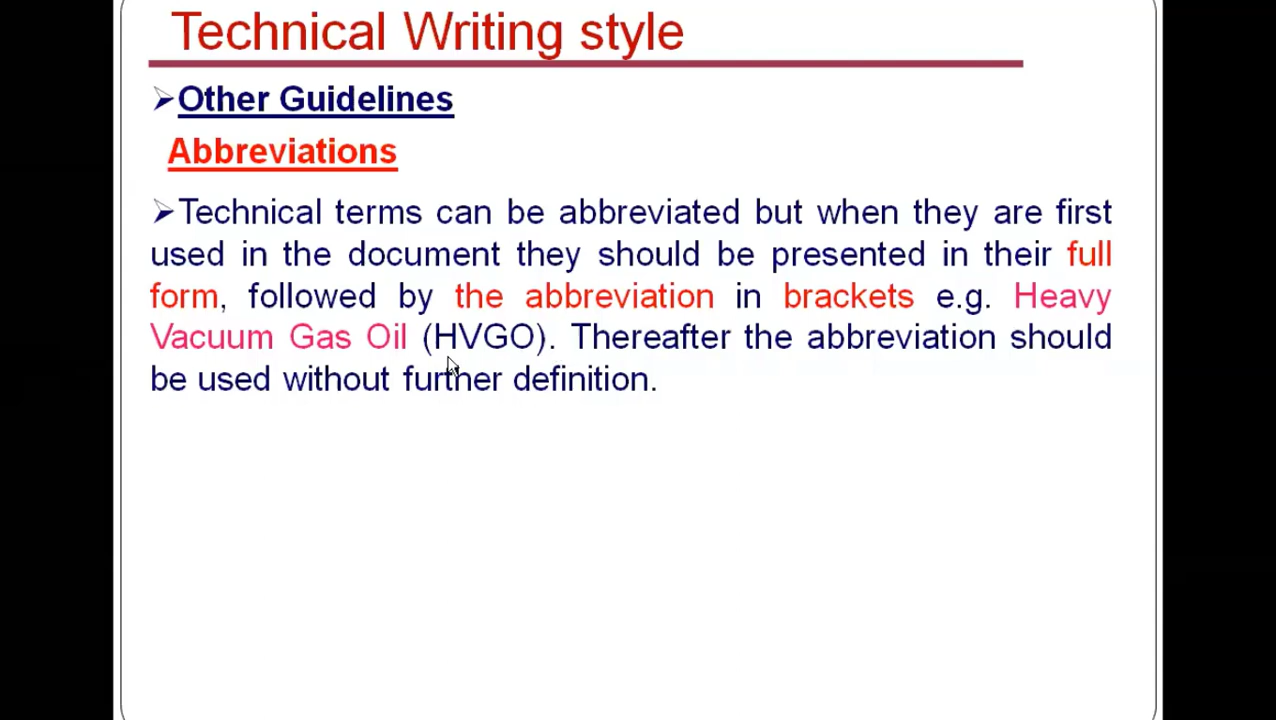 Technical Writing style
Other Guidelines
Abbreviations
Technical terms can be abbreviated but when they are first
used in the document they should be presented in their full
form, followed by the abbreviation in brackets e.g. Heavy
Vacuum Gas Oil (HVGO). Thereafter the abbreviation should
be used without further definition.